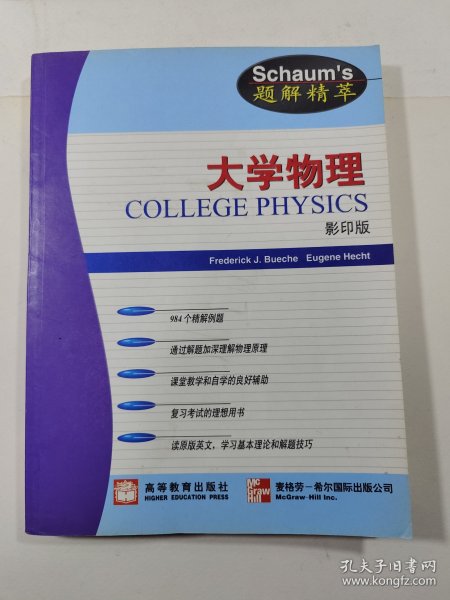 Schaum's
题解精萃
大学物理
COLLEGE PHYSICS
影印版
Frederick J. Bueche Eugene Hecht
984个精解例题
通过解题加深理解物理原理
课堂教学和自学的良好辅助
复习考试的理想用书
读原版英文，学习基本理论和解题技巧
高等教育出版社
HIGHER EDUCATION PRESS
Mc
Graw
Hill
麦格劳-希尔国际出版公司
McGraw-Hill Inc.
孔夫子旧书网
www.kongfz.com